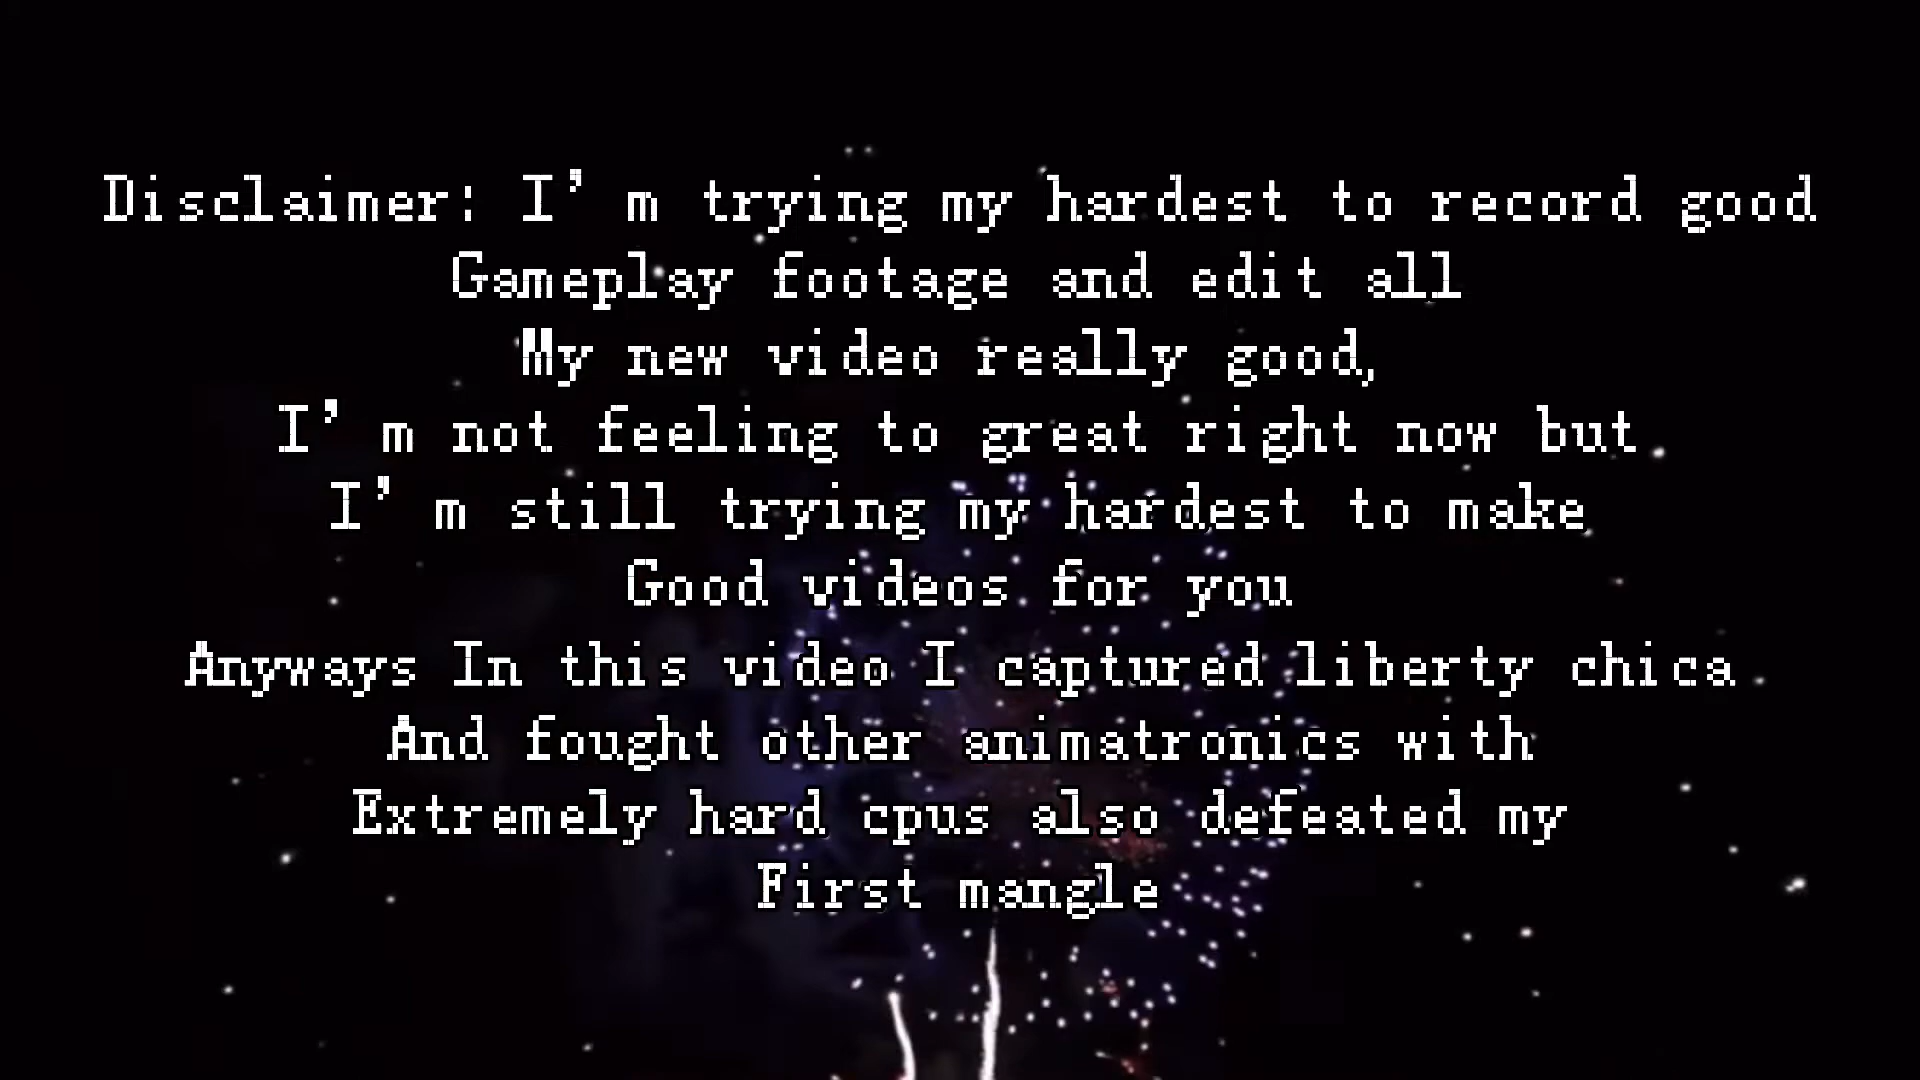 Disclaimer: I’m trying my hardest to record good
Gameplay footage and edit all
My new video really good,
I’m not feeling to great right now but
I’m still trying my hardest to make
Good videos for you
Anyways In this video I captured liberty chica
And fought other animatronics with
Extremely hard cpus also defeated my
First mangle